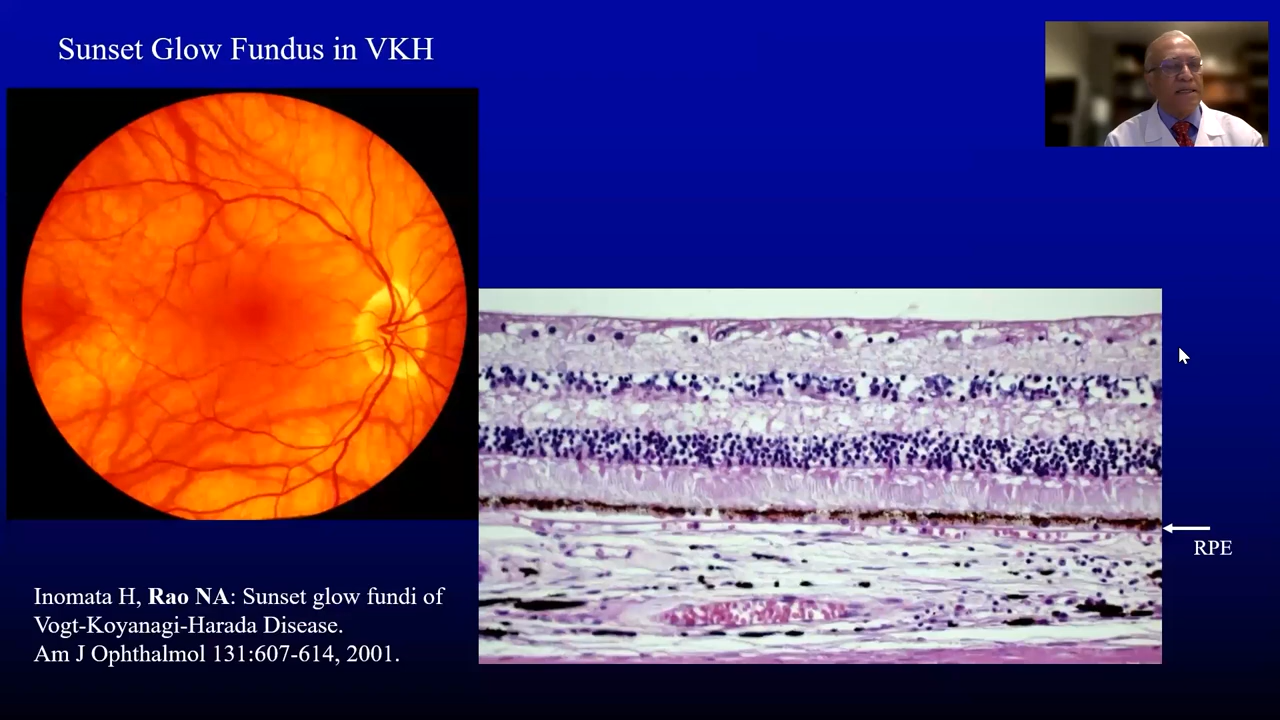 Sunset Glow Fundus in VKH
RPE
Inomata H, Rao NA: Sunset glow fundi of
Vogt-Koyanagi-Harada Disease.
Am J Ophthalmol 131:607-614, 2001.